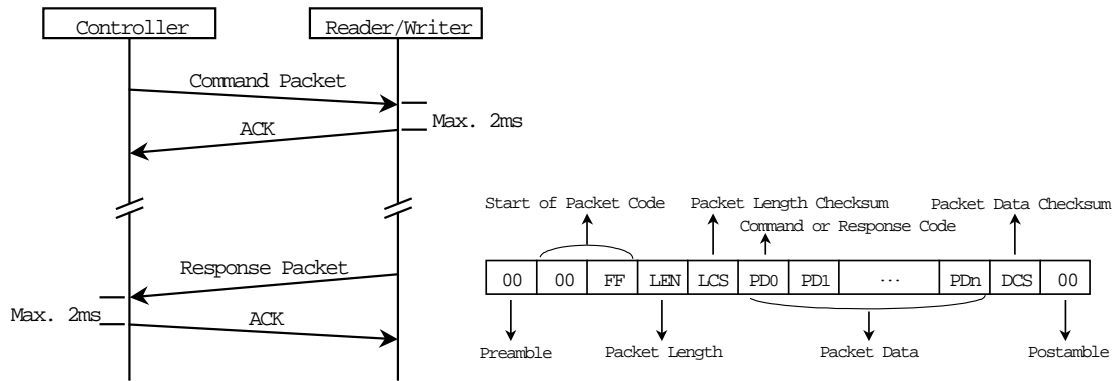 Controller
Reader/Writer
Command Packet
Max. 2ms
ACK
Response Packet
Max. 2ms
ACK
Start of Packet Code
Packet Length Checksum
Packet Data Checksum
Command or Response Code
00 00 FF LEN LCS PD0 PD1 ... PDn DCS 00
Preamble
Packet Length
Packet Data
Postamble